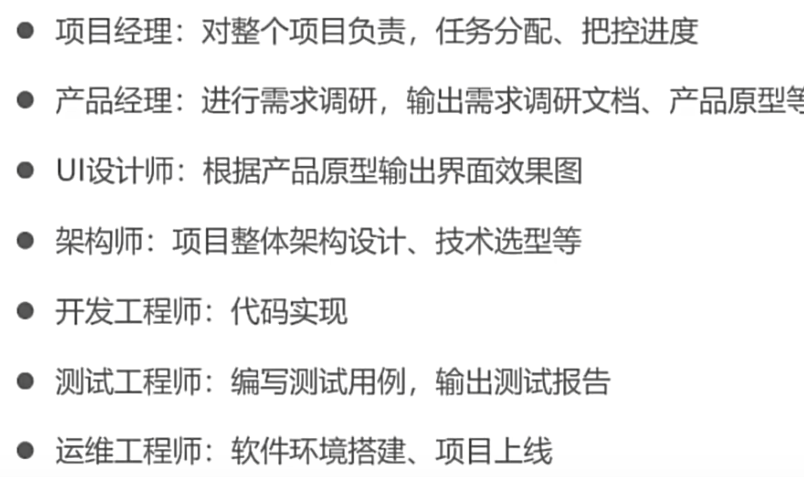 ● 项目经理：对整个项目负责，任务分配、把控进度
● 产品经理：进行需求调研，输出需求调研文档、产品原型等
● UI设计师：根据产品原型输出界面效果图
● 架构师：项目整体架构设计、技术选型等
● 开发工程师：代码实现
● 测试工程师：编写测试用例，输出测试报告
● 运维工程师：软件环境搭建、项目上线